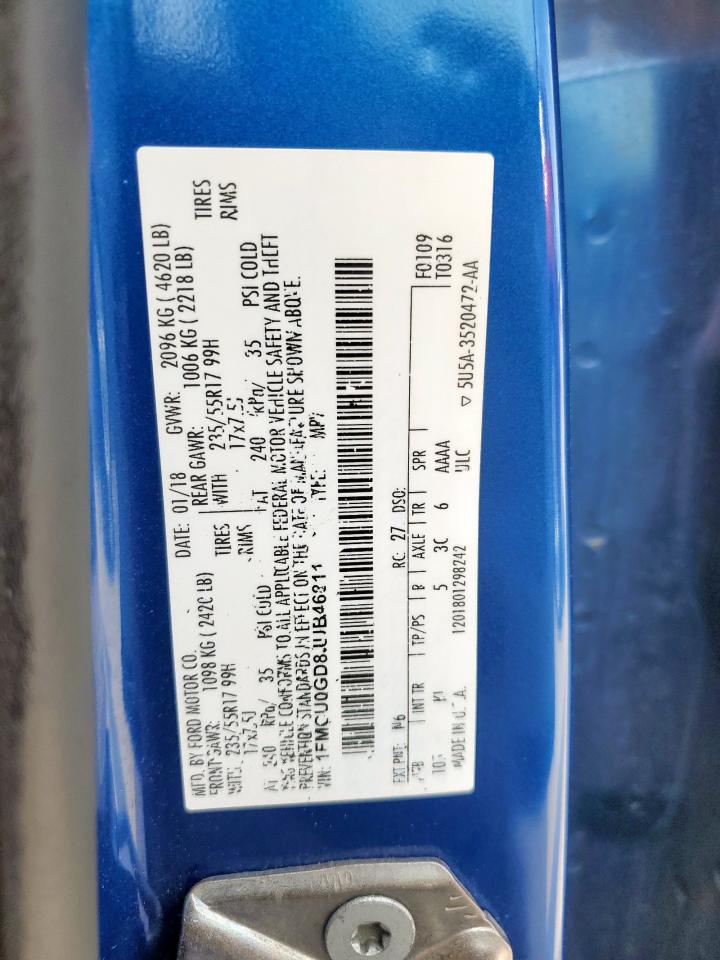 MFD. BY FORD MOTOR CO. DATE: 01/18 GVWR: 2096 KG ( 4620 LB)
FRONT GAWR: 1098 KG ( 2420 LB) REAR GAWR: 1006 KG ( 2218 LB)
WITH 235/55R17 99H TIRES WITH 235/55R17 99H TIRES
17x7.5J RIMS 17x7.5J RIMS
AT 240 kPa/ 35 PSI COLD AT 240 kPa/ 35 PSI COLD
THIS VEHICLE CONFORMS TO ALL APPLICABLE FEDERAL MOTOR VEHICLE SAFETY AND THEFT
PREVENTION STANDARDS IN EFFECT ON THE DATE OF MANUFACTURE SHOWN ABOVE.
VIN: TYPE: MPV
EXT PNT: N6 RC: 27 DSO: F0109
INT TR TP/PS R AXLE TR SPR T0316
5 3C 6 AAAA
MADE IN U.S.A. 1201801298242 ULC
▽ 5U5A-3520472-AA